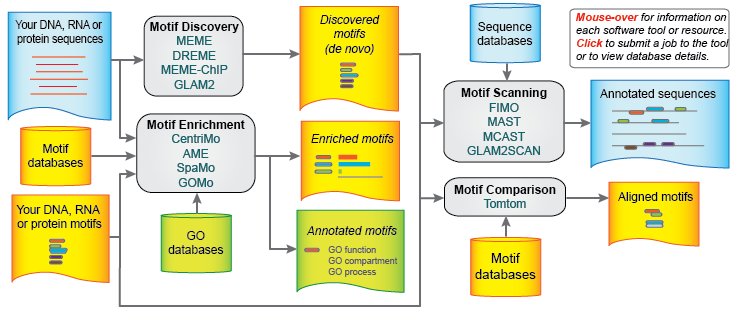 Your DNA, RNA or
protein sequences
Motif Discovery
MEME
DREME
MEME-ChIP
GLAM2
Discovered
motifs
(de novo)
Sequence
databases
Mouse-over for information on
each software tool or resource.
Click to submit a job to the tool
or to view database details.
Motif
databases
Motif Enrichment
CentriMo
AME
SpaMo
GOMo
Enriched motifs
Motif Scanning
FIMO
MAST
MCAST
GLAM2SCAN
Annotated sequences
Your DNA, RNA
or protein motifs
GO
databases
Annotated motifs
GO function
GO compartment
GO process
Motif Comparison
Tomtom
Aligned motifs
Motif
databases